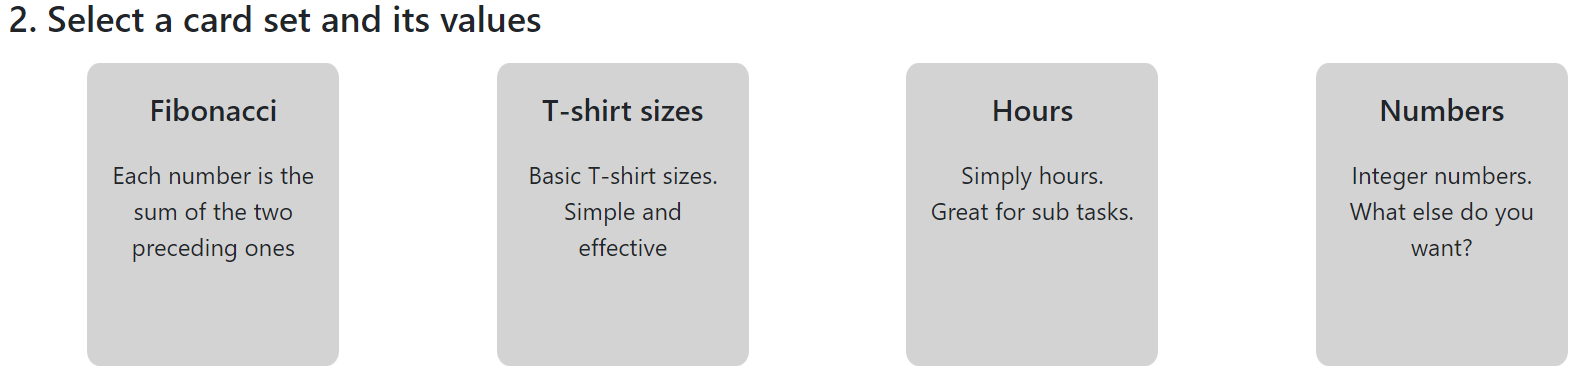 2. Select a card set and its values
Fibonacci
Each number is the
sum of the two
preceding ones
T-shirt sizes
Basic T-shirt sizes.
Simple and
effective
Hours
Simply hours.
Great for sub tasks.
Numbers
Integer numbers.
What else do you
want?